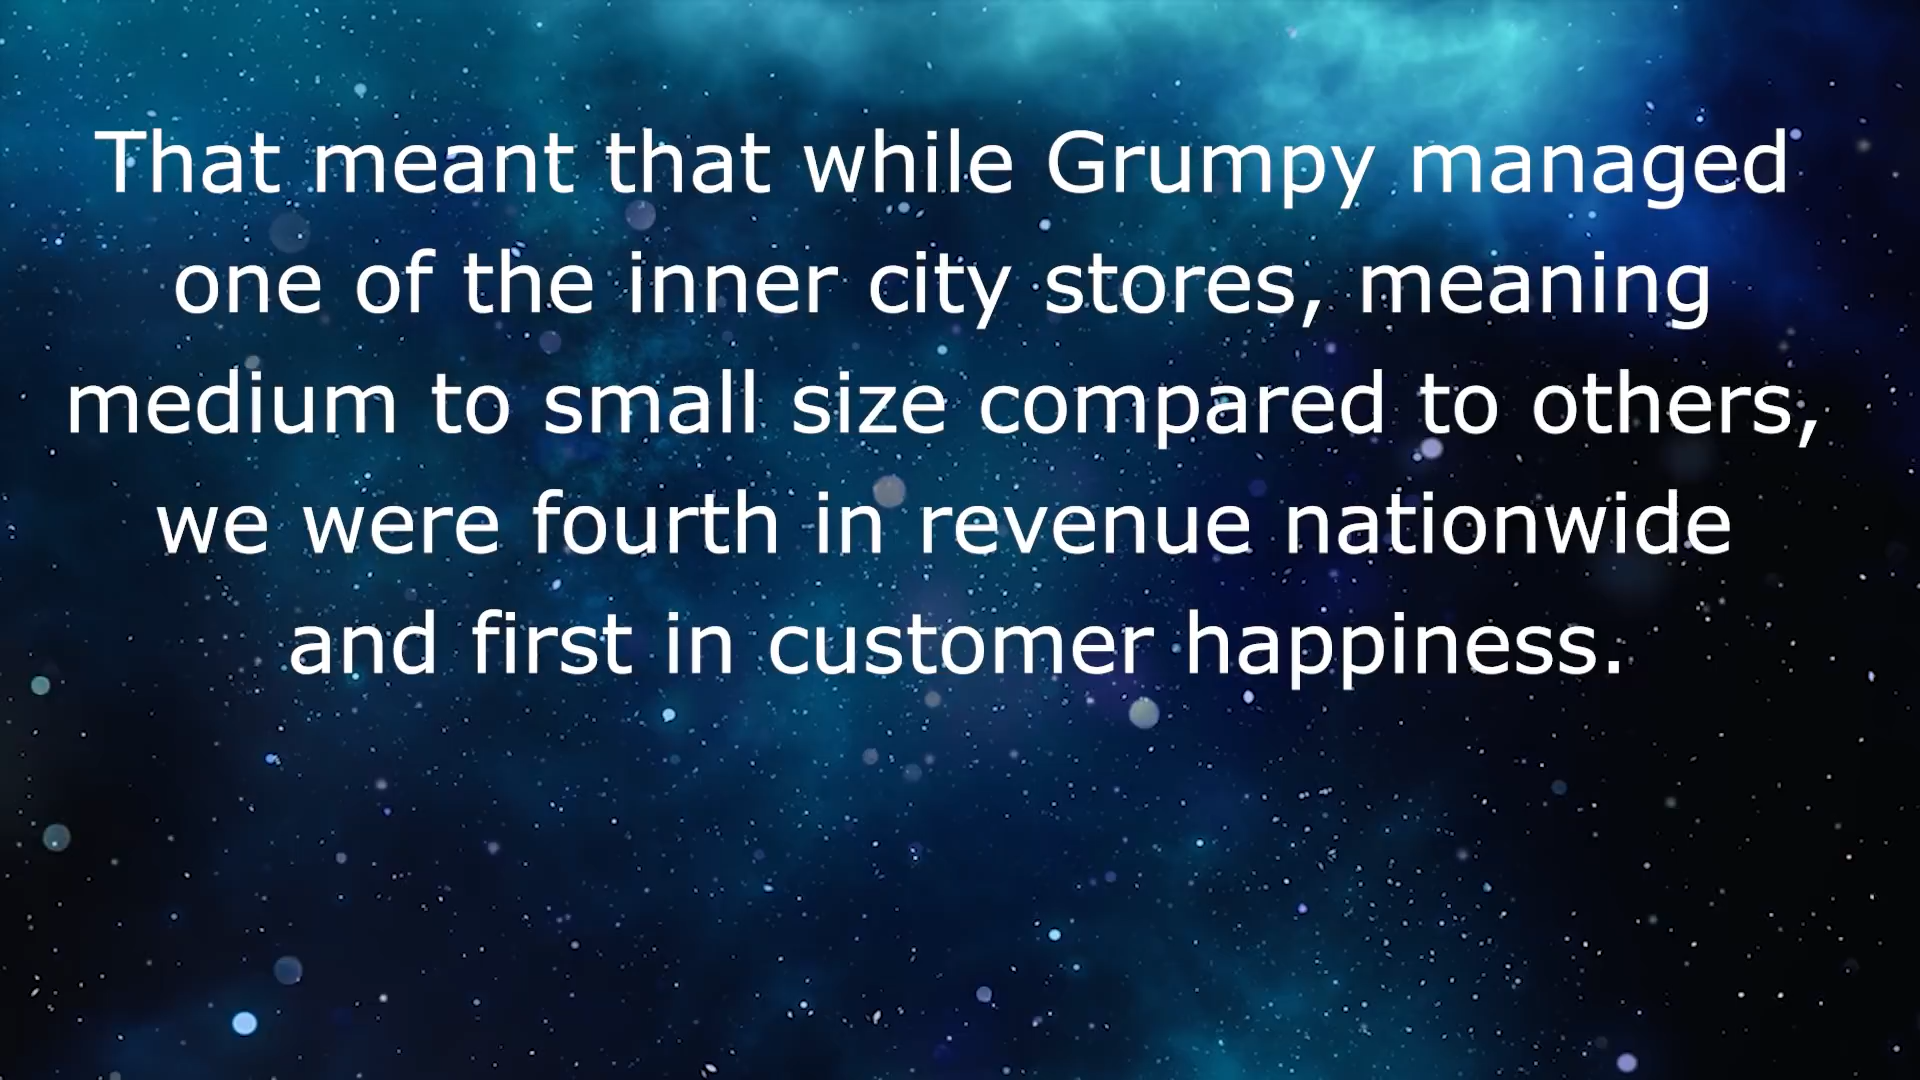 That meant that while Grumpy managed
one of the inner city stores, meaning
medium to small size compared to others,
we were fourth in revenue nationwide
and first in customer happiness.